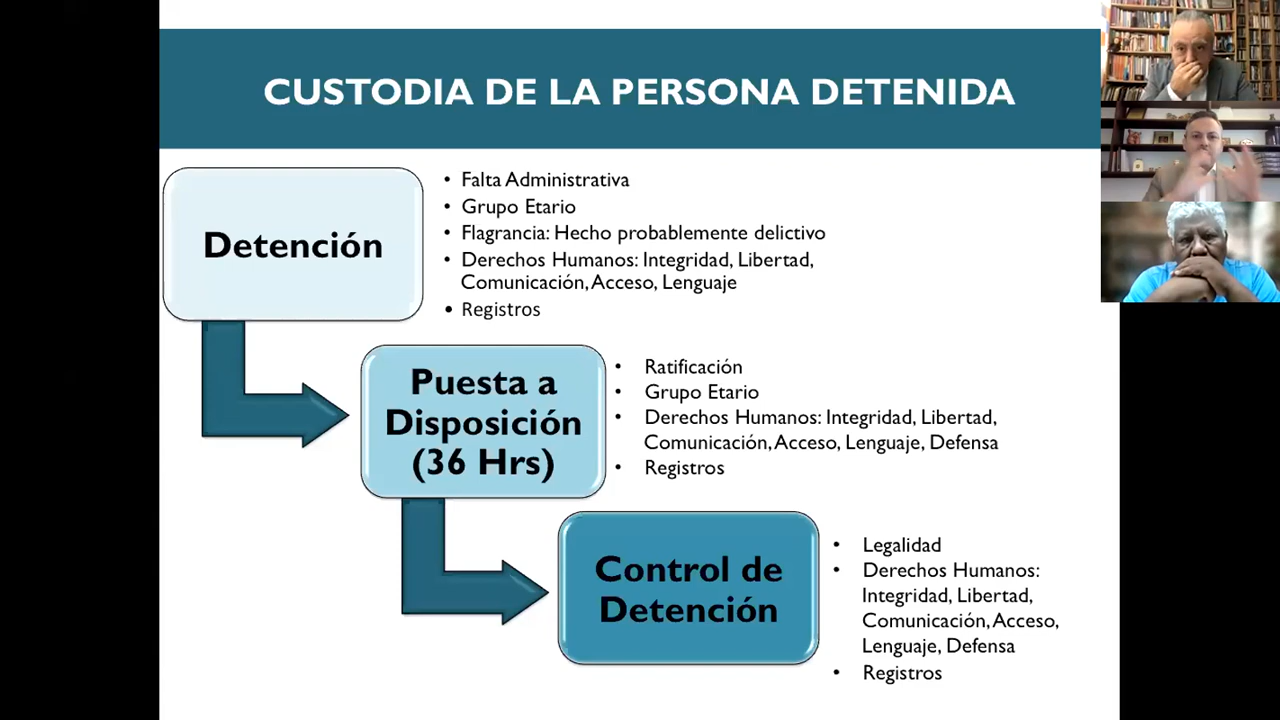 CUSTODIA DE LA PERSONA DETENIDA
Detención
• Falta Administrativa
• Grupo Etario
• Flagrancia: Hecho probablemente delictivo
• Derechos Humanos: Integridad, Libertad,
Comunicación, Acceso, Lenguaje
• Registros
Puesta a
Disposición
(36 Hrs)
• Ratificación
• Grupo Etario
• Derechos Humanos: Integridad, Libertad,
Comunicación, Acceso, Lenguaje, Defensa
• Registros
Control de
Detención
• Legalidad
• Derechos Humanos:
Integridad, Libertad,
Comunicación, Acceso,
Lenguaje, Defensa
• Registros